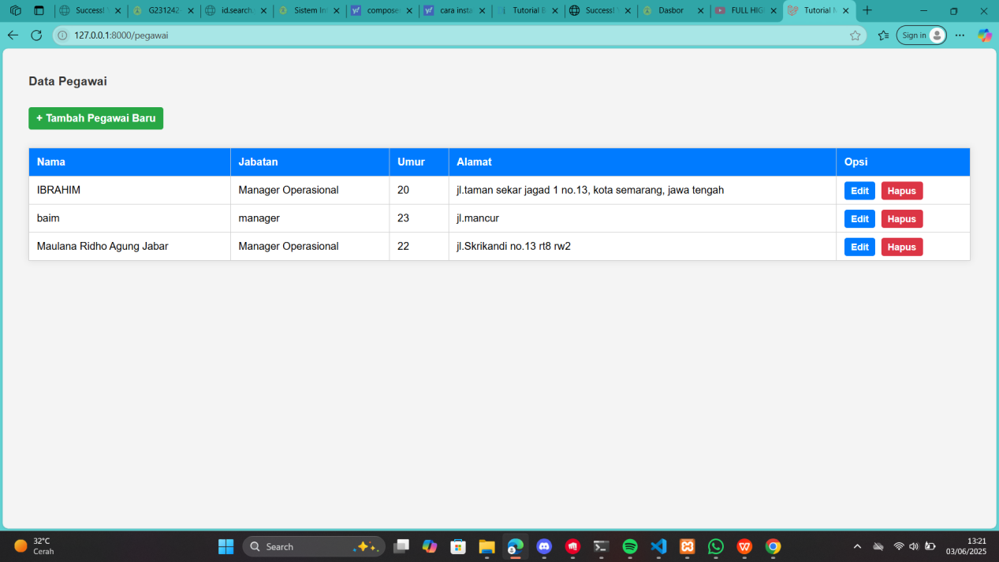 Success! Y
G231242
id.search.
Sistem In
compose
cara insta
Tutorial B
Success! Y
Dasbor
FULL HIG
Tutorial M
127.0.0.1:8000/pegawai
Sign in
Data Pegawai
+ Tambah Pegawai Baru
Nama Jabatan Umur Alamat Opsi
IBRAHIM Manager Operasional 20 jl.taman sekar jagad 1 no.13, kota semarang, jawa tengah Edit Hapus
baim manager 23 jl.mancur Edit Hapus
Maulana Ridho Agung Jabar Manager Operasional 22 jl.Skrikandi no.13 rt8 rw2 Edit Hapus
32°C
Cerah
Search
13:21
03/06/2025